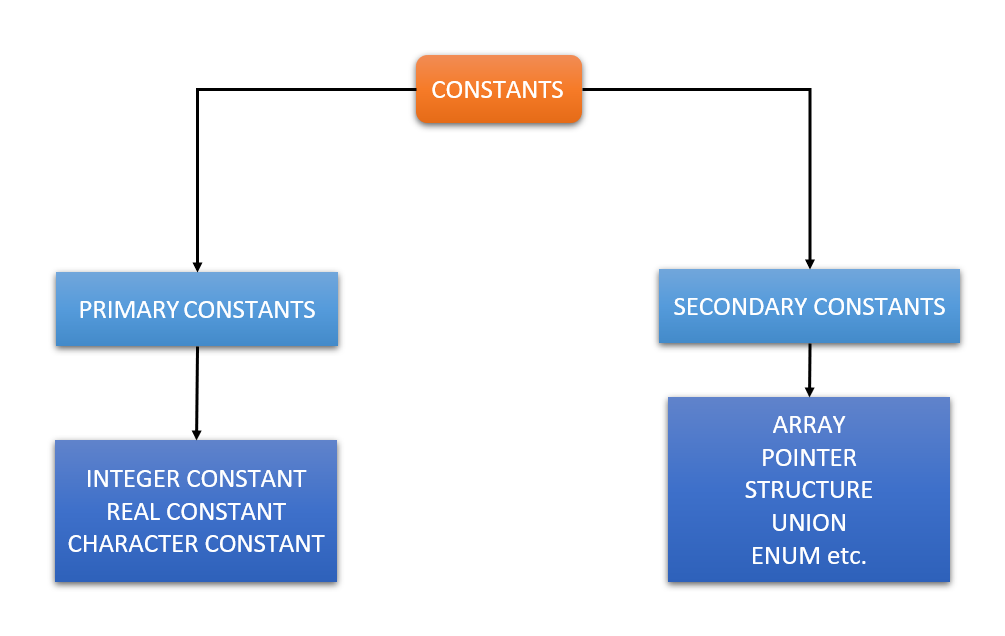 CONSTANTS
PRIMARY CONSTANTS
SECONDARY CONSTANTS
INTEGER CONSTANT
REAL CONSTANT
CHARACTER CONSTANT
ARRAY
POINTER
STRUCTURE
UNION
ENUM etc.